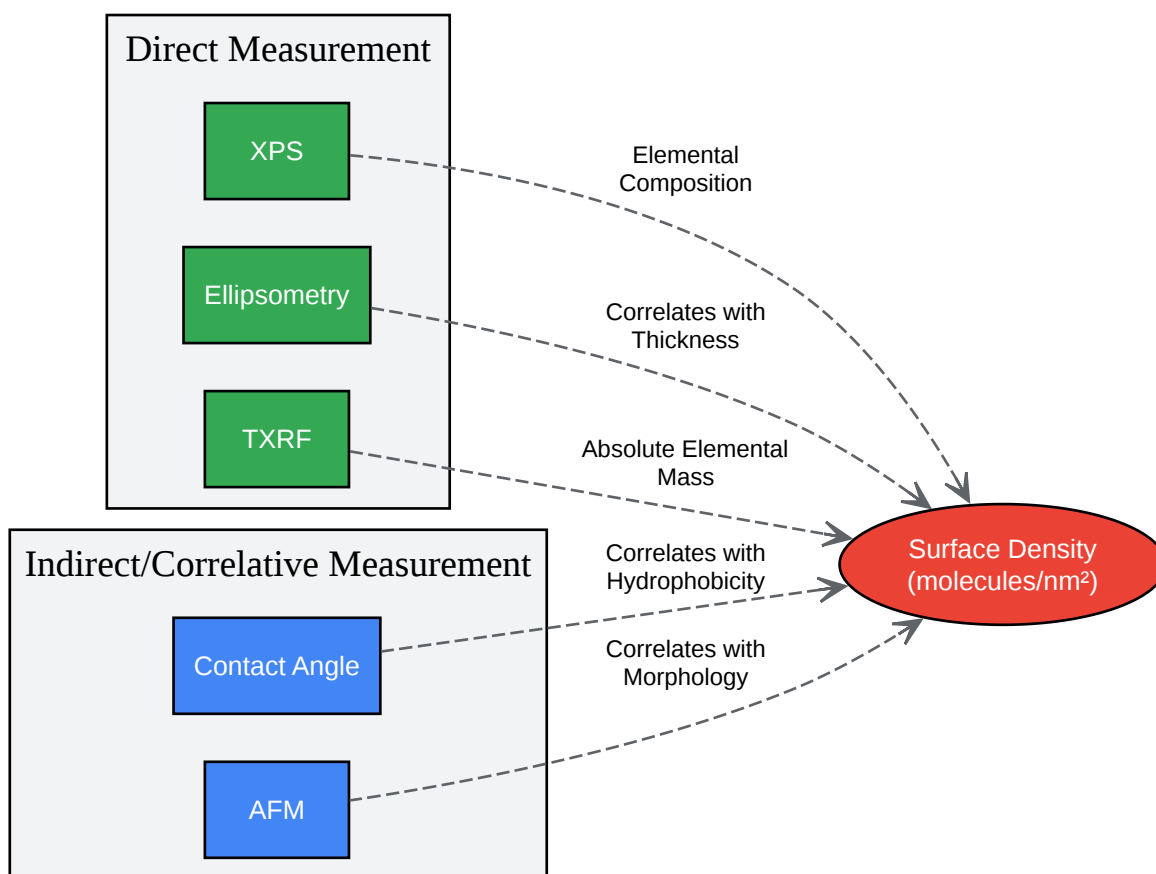 Direct Measurement
XPS
Elemental
Composition
Ellipsometry
Correlates with
Thickness
TXRF
Absolute Elemental
Mass
Indirect/Correlative Measurement
Correlates with
Hydrophobicity
Surface Density
(molecules/nm²)
Contact Angle
Correlates with
Morphology
AFM